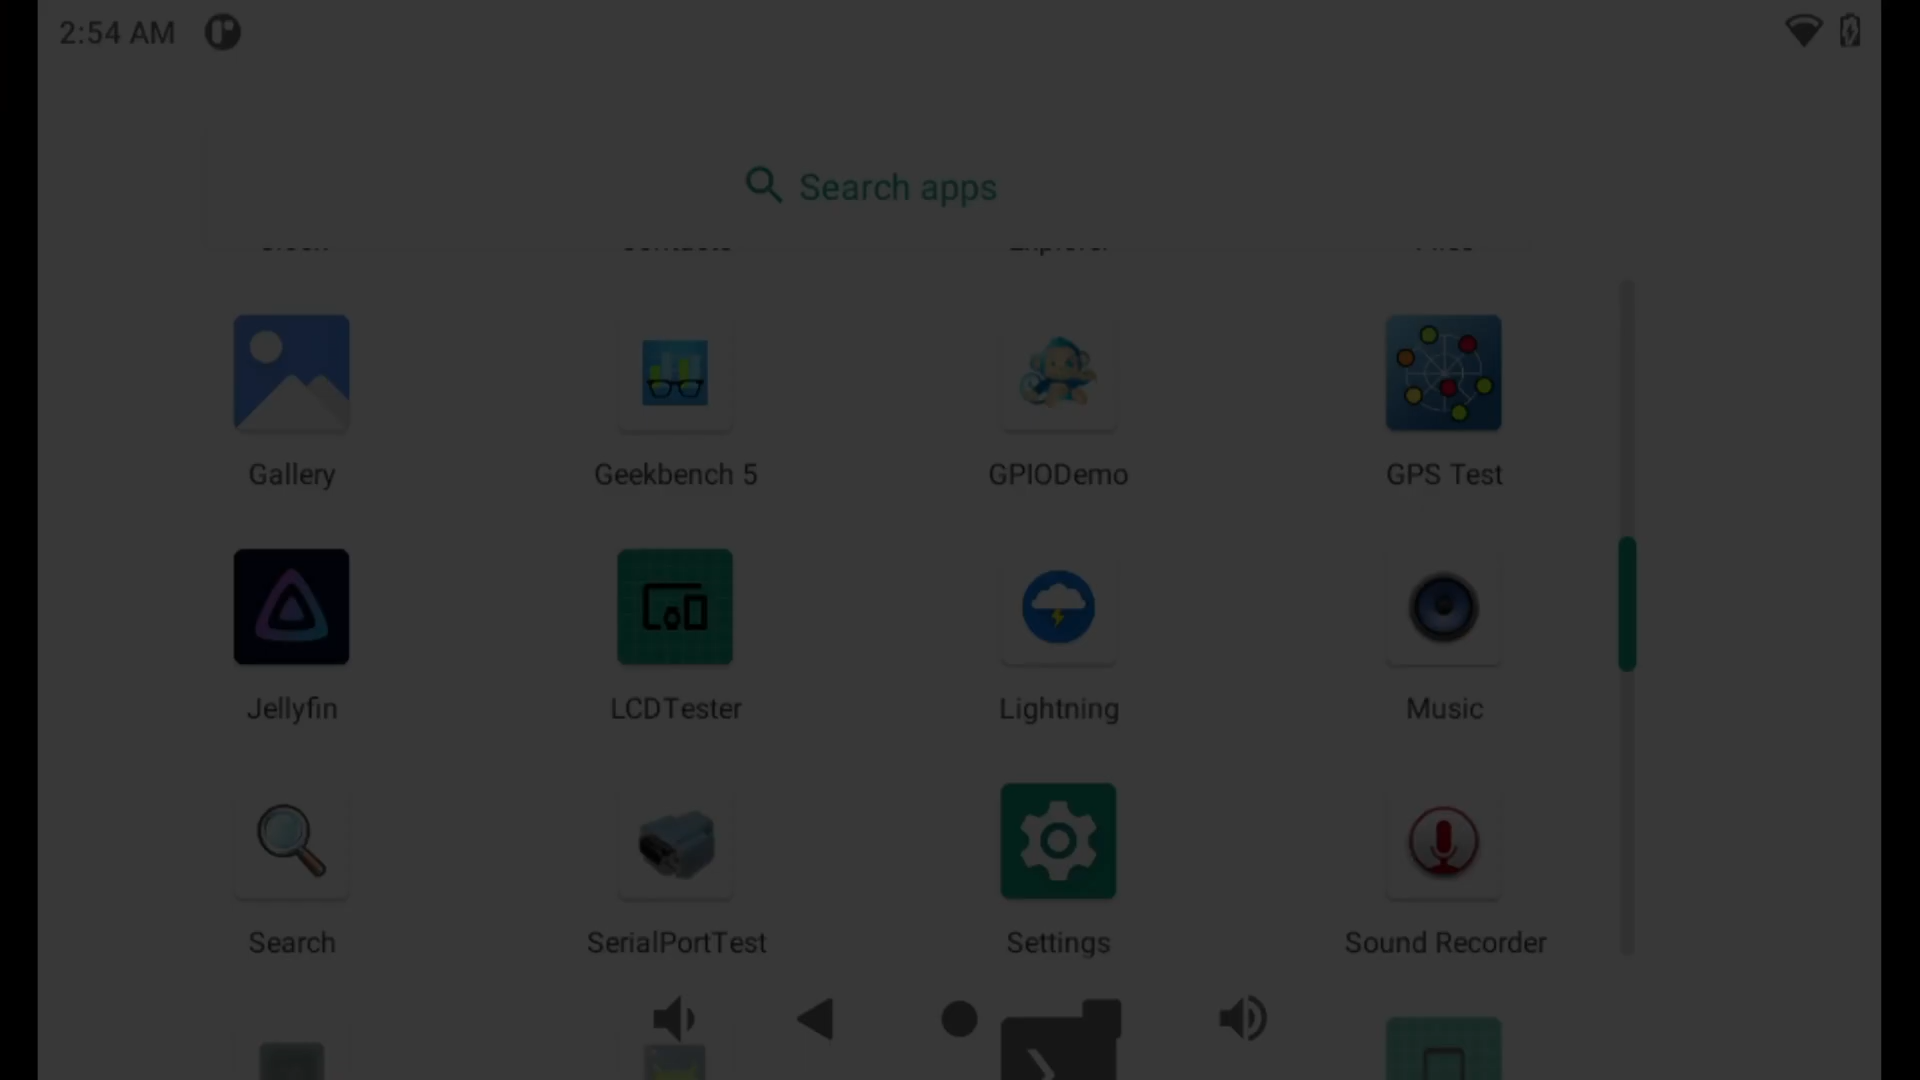 2:54 AM
Search apps
Gallery
Geekbench 5
GPIODemo
GPS Test
Jellyfin
LCDTester
Lightning
Music
Search
SerialPortTest
Settings
Sound Recorder